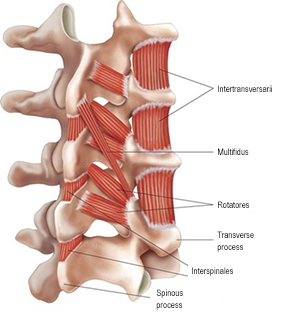 Intertransversarii
Multifidus
Rotatores
Transverse
process
Interspinales
Spinous
process